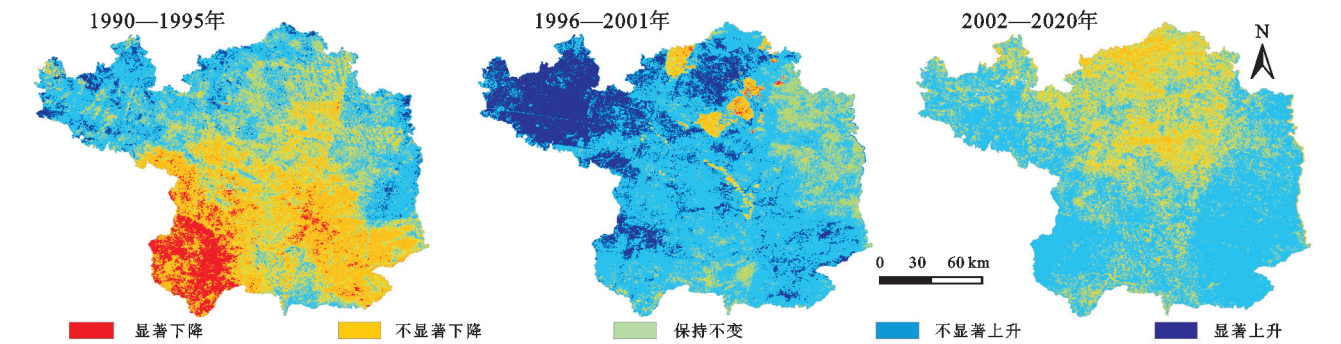 1990—1995年
1996—2001年
2002—2020年
N
0 30 60 km
显著下降
不显著下降
保持不变
不显著上升
显著上升